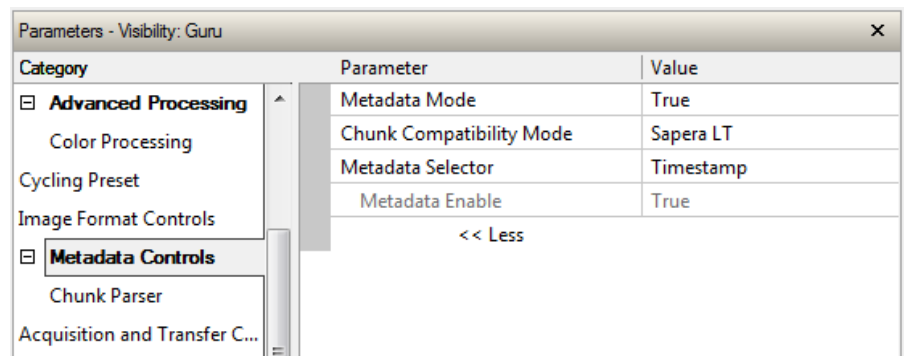 Parameters - Visibility: Guru
×
Category
Parameter
Value
Advanced Processing
Color Processing
Cycling Preset
Image Format Controls
Metadata Controls
Chunk Parser
Acquisition and Transfer C...
Metadata Mode
True
Chunk Compatibility Mode
Sapera LT
Metadata Selector
Timestamp
Metadata Enable
True
<< Less